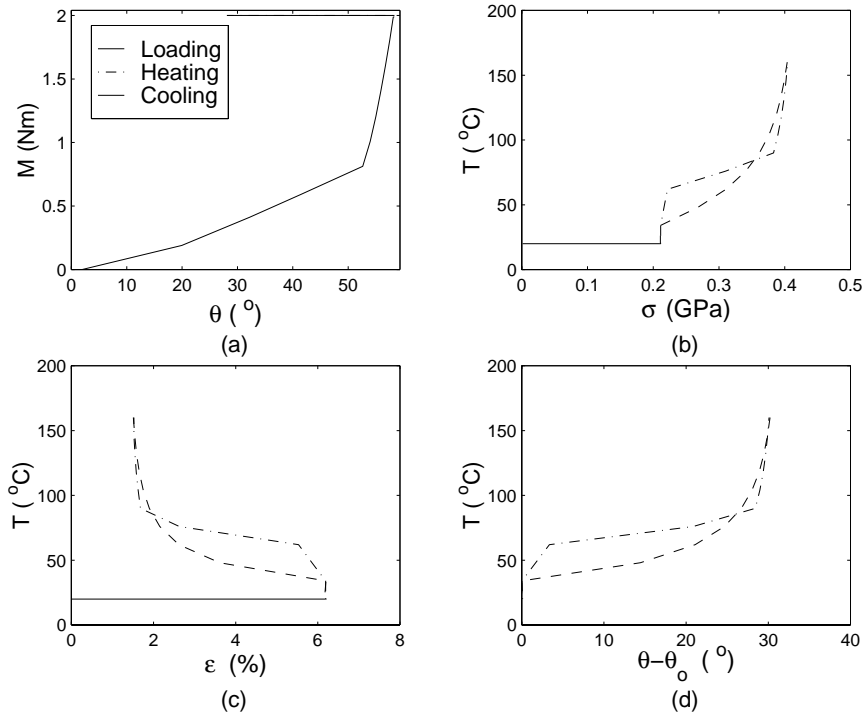 2
1.5
1
0.5
0
M (Nm)
Loading
Heating
Cooling
0 10 20 30 40 50
θ ( o)
(a)
200
150
100
50
0
T ( oC)
0 0.1 0.2 0.3 0.4 0.5
σ (GPa)
(b)
200
150
100
50
0
T ( oC)
0 2 4 6 8
ε (%)
(c)
200
150
100
50
0
T ( oC)
0 10 20 30 40
θ−θo ( o)
(d)